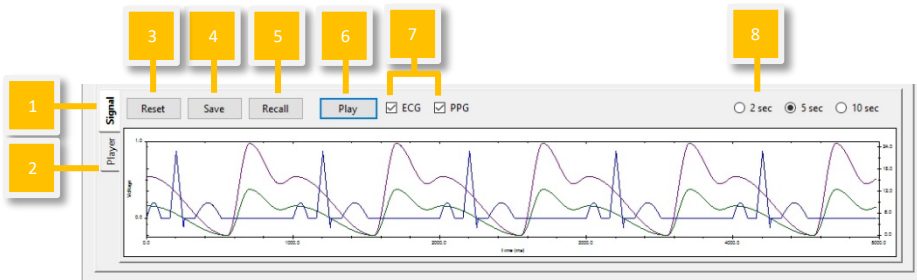 3 4 5 6 7 8
1
2
Signal
Player
Reset Save Recall Play ECG PPG 2 sec 5 sec 10 sec
1.0
0.0
Voltage
24.0
18.0
12.0
6.0
0.0
0.0 1000.0 2000.0 3000.0 4000.0 5000.0
Time (ms)